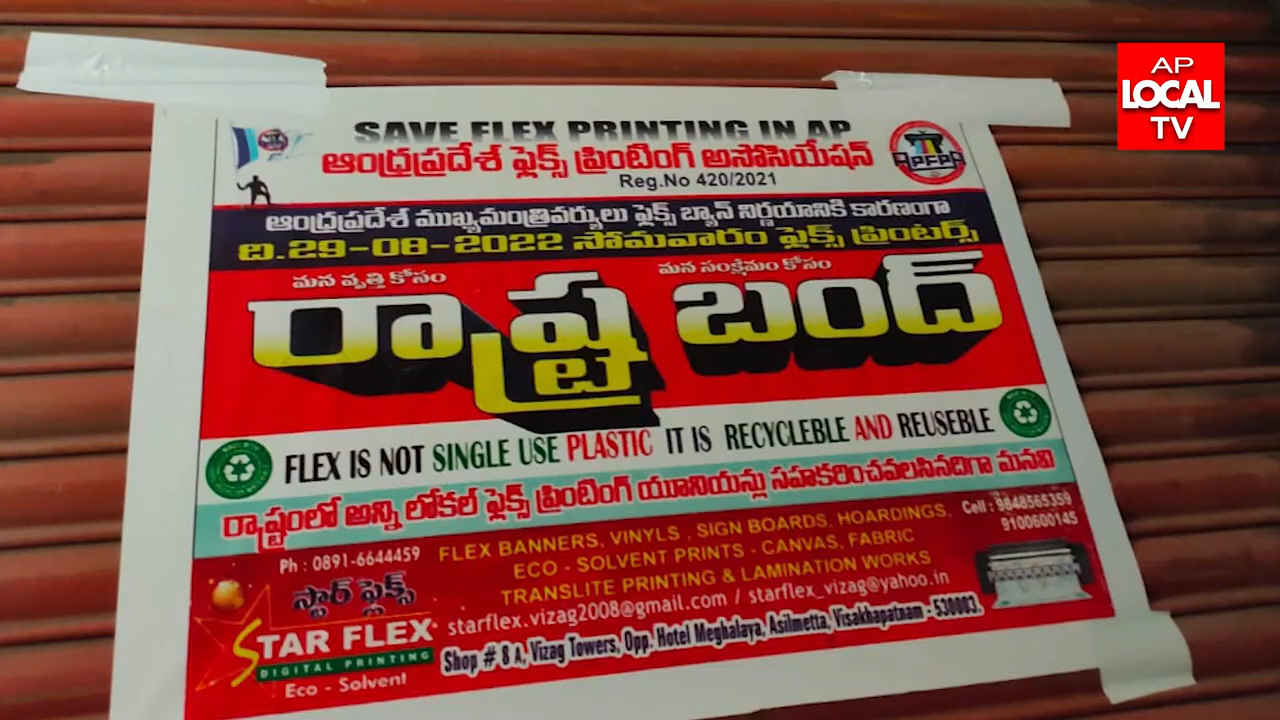 AP
LOCAL
TV
SAVE FLEX PRINTING IN AP
ఆంధ్రప్రదేశ్ ఫ్లెక్స్ ప్రింటింగ్ అసోసియేషన్
APFPA
Reg.No 420/2021
ఆంధ్రప్రదేశ్ ముఖ్యమంత్రివర్యులు ఫ్లెక్స్ బ్యాన్ నిర్ణయానికి కారణంగా
ది.29-08-2022 సోమవారం ఫ్లెక్స్ ప్రింటర్స్
మన వృత్తి కోసం మన సంక్షేమం కోసం
రాష్ట్ర బంద్
FLEX IS NOT SINGLE USE PLASTIC IT IS RECYCLEBLE AND REUSEBLE
రాష్ట్రంలో అన్ని లోకల్ ఫ్లెక్స్ ప్రింటింగ్ యూనియన్లు సహకరించవలసినదిగా మనవి
Ph : 0891-6644459
Cell : 9848565359
9100600145
FLEX BANNERS, VINYLS , SIGN BOARDS, HOARDINGS,
ECO - SOLVENT PRINTS - CANVAS, FABRIC
TRANSLITE PRINTING & LAMINATION WORKS
స్టార్ ఫ్లెక్స్
STAR FLEX
DIGITAL PRINTING
Eco - Solvent
starflex.vizag2008@gmail.com / starflex_vizag@yahoo.in
Shop # 8 A, Vizag Towers, Opp. Hotel Meghalaya, Asilmetta, Visakhapatnam - 530003.